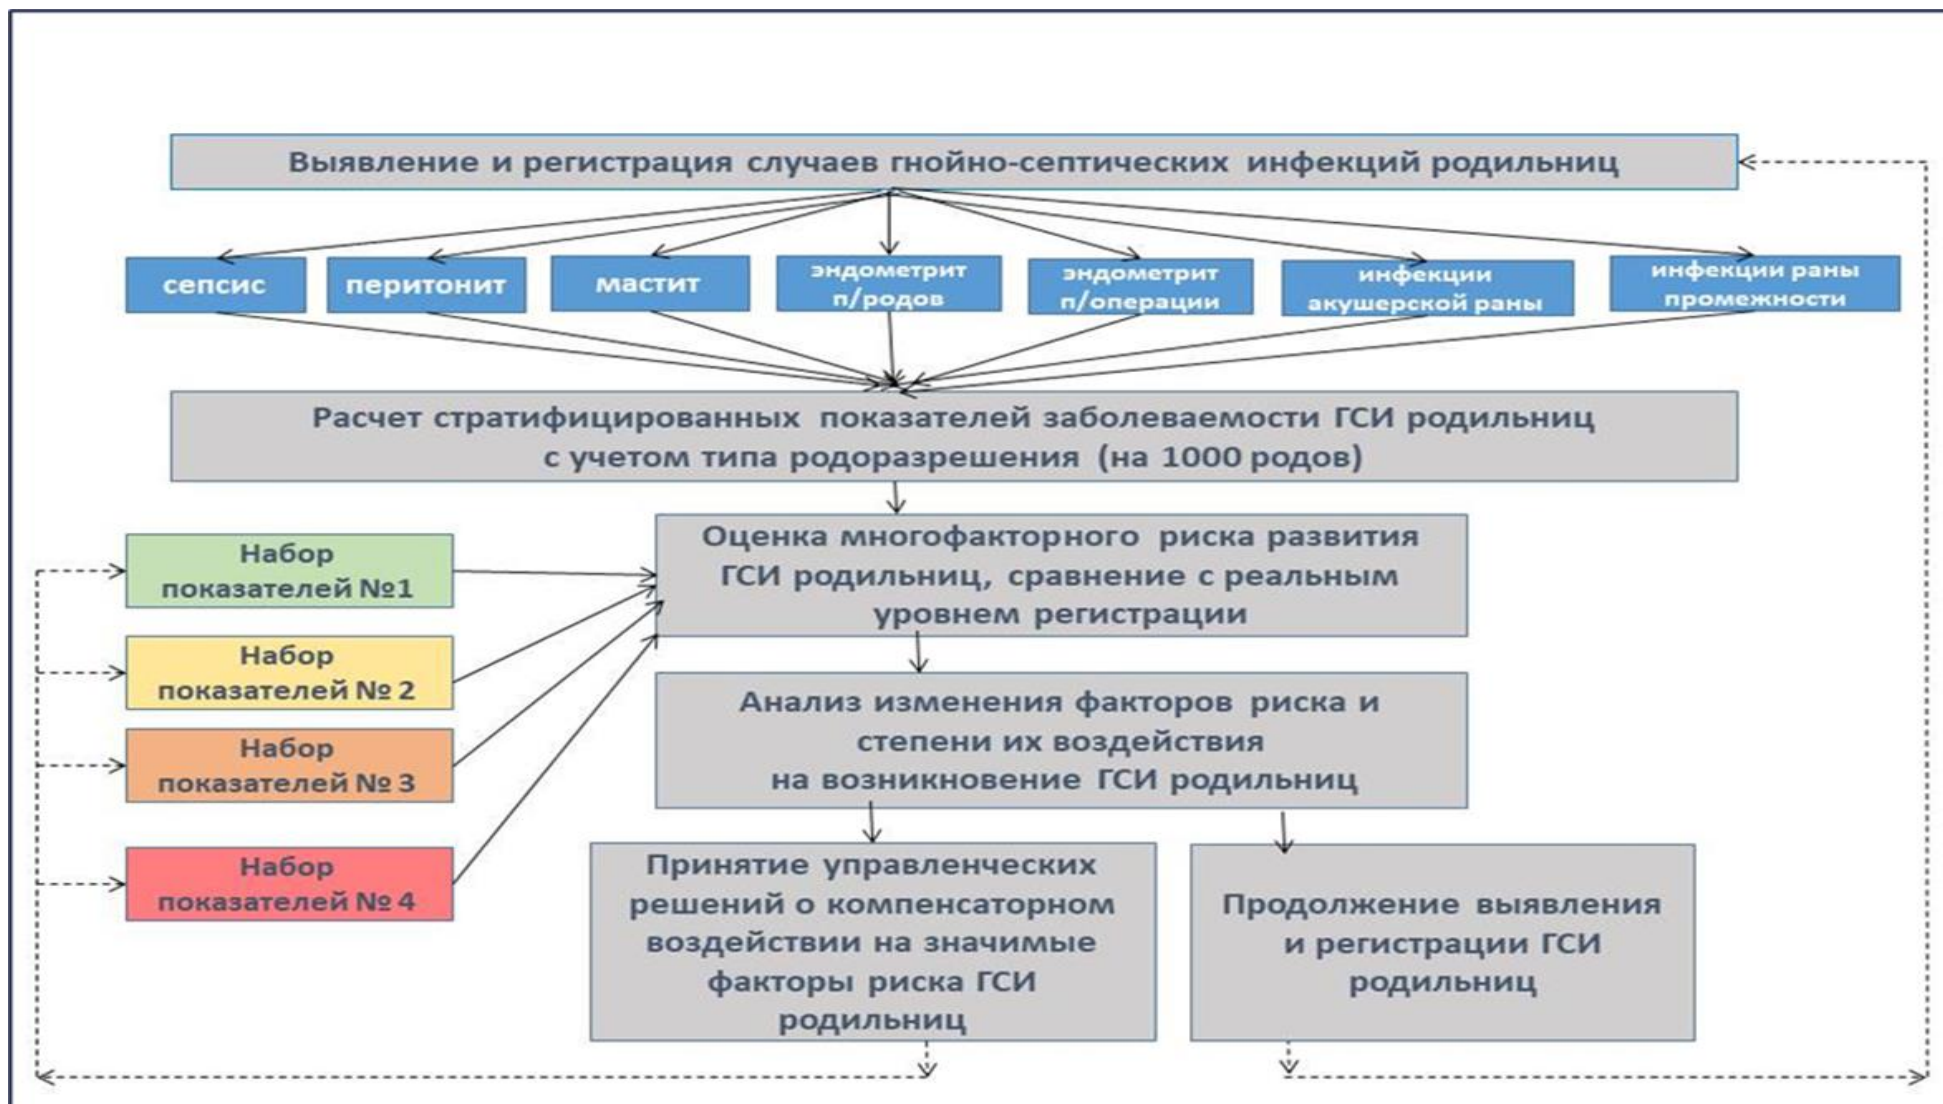 Выявление и регистрация случаев гнойно-септических инфекций родильниц
сепсис
перитонит
мастит
эндометрит
п/родов
эндометрит
п/операции
инфекции
акушерской раны
инфекции раны
промежности
Расчет стратифицированных показателей заболеваемости ГСИ родильниц
с учетом типа родоразрешения (на 1000 родов)
Оценка многофакторного риска развития
ГСИ родильниц, сравнение с реальным
уровнем регистрации
Набор
показателей №1
Набор
показателей № 2
Набор
показателей № 3
Набор
показателей № 4
Анализ изменения факторов риска и
степени их воздействия
на возникновение ГСИ родильниц
Принятие управленческих
решений о компенсаторном
воздействии на значимые
факторы риска ГСИ
родильниц
Продолжение выявления
и регистрации ГСИ
родильниц